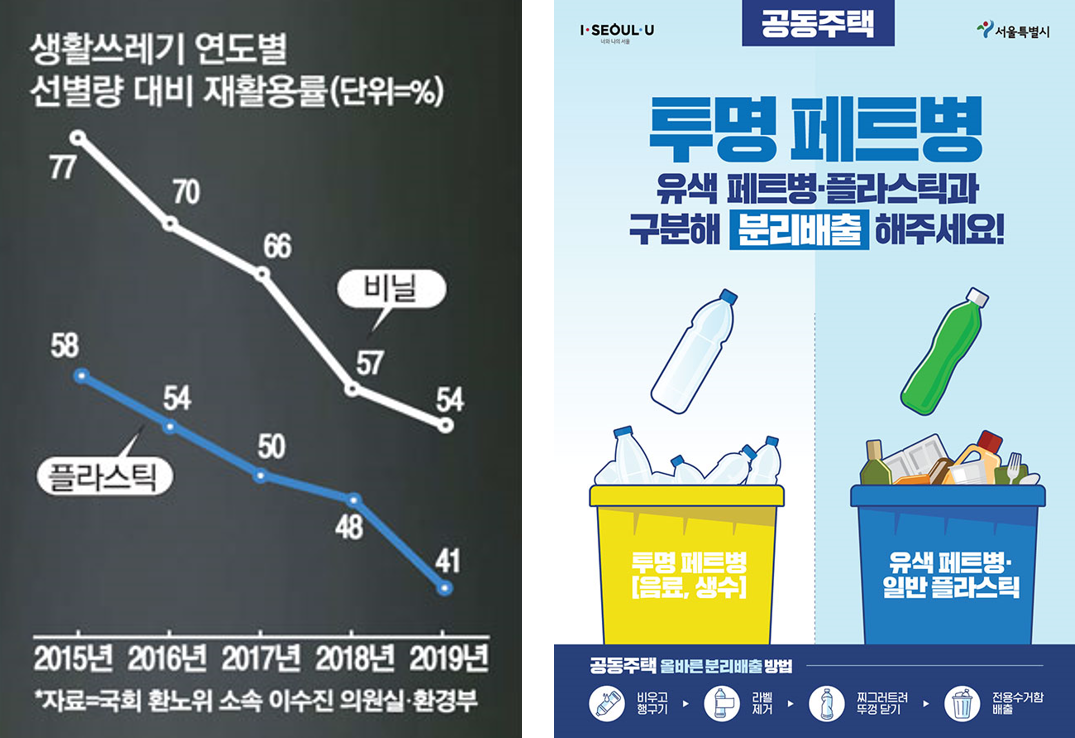 생활쓰레기 연도별
선별량 대비 재활용률(단위=%)
77
70
66
비닐
57
54
58
54
50
플라스틱
48
41
2015년 2016년 2017년 2018년 2019년
*자료=국회 환노위 소속 이수진 의원실·환경부
I·SEOUL·U
너와 나의 서울
공동주택
서울특별시
투명 페트병
유색 페트병·플라스틱과
구분해 분리배출 해주세요!
투명 페트병
[음료, 생수]
유색 페트병·
일반 플라스틱
공동주택 올바른 분리배출 방법
비우고
헹구기
라벨
제거
찌그러트려
뚜껑 닫기
전용수거함
배출